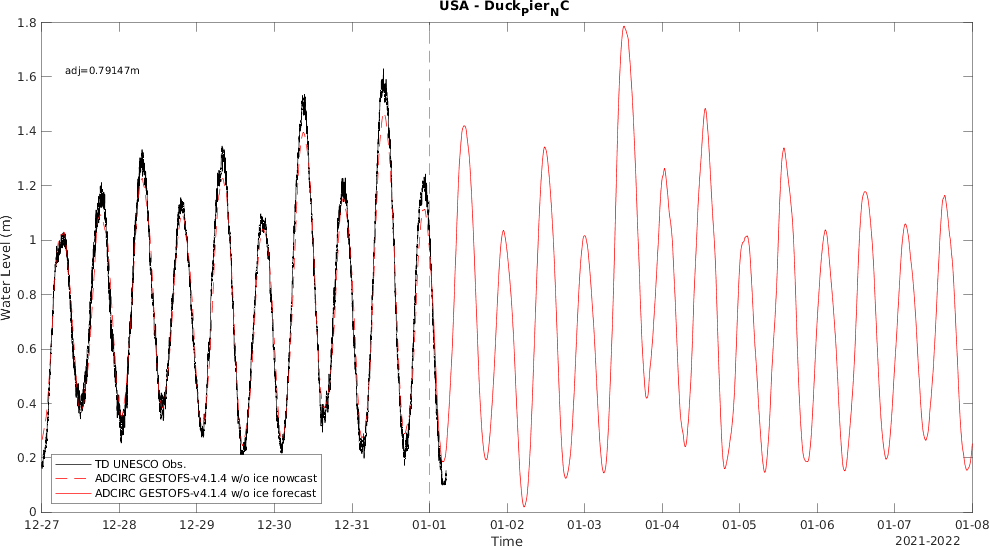 USA - DuckPierNC
1.8
1.6
1.4
1.2
1
0.8
0.6
0.4
0.2
0
Water Level (m)
adj=0.79147m
TD UNESCO Obs.
ADCIRC GESTOFS-v4.1.4 w/o ice nowcast
ADCIRC GESTOFS-v4.1.4 w/o ice forecast
12-27 12-28 12-29 12-30 12-31 01-01 01-02 01-03 01-04 01-05 01-06 01-07 01-08
Time
2021-2022